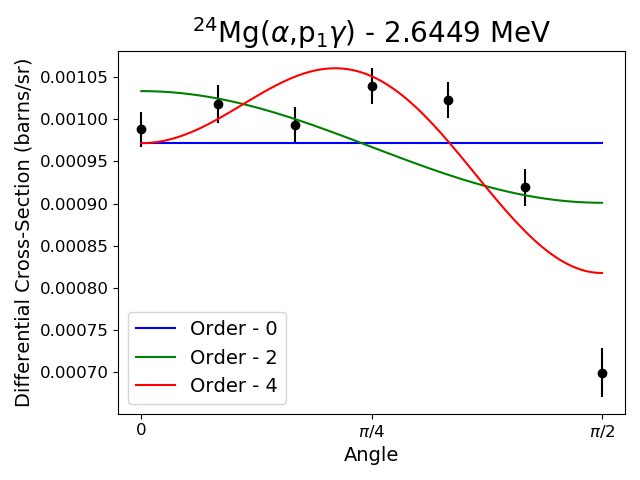 ²⁴Mg(α,p₁γ) - 2.6449 MeV
Differential Cross-Section (barns/sr)
0.00105
0.00100
0.00095
0.00090
0.00085
0.00080
0.00075
0.00070
Order - 0
Order - 2
Order - 4
0 π/4 π/2
Angle